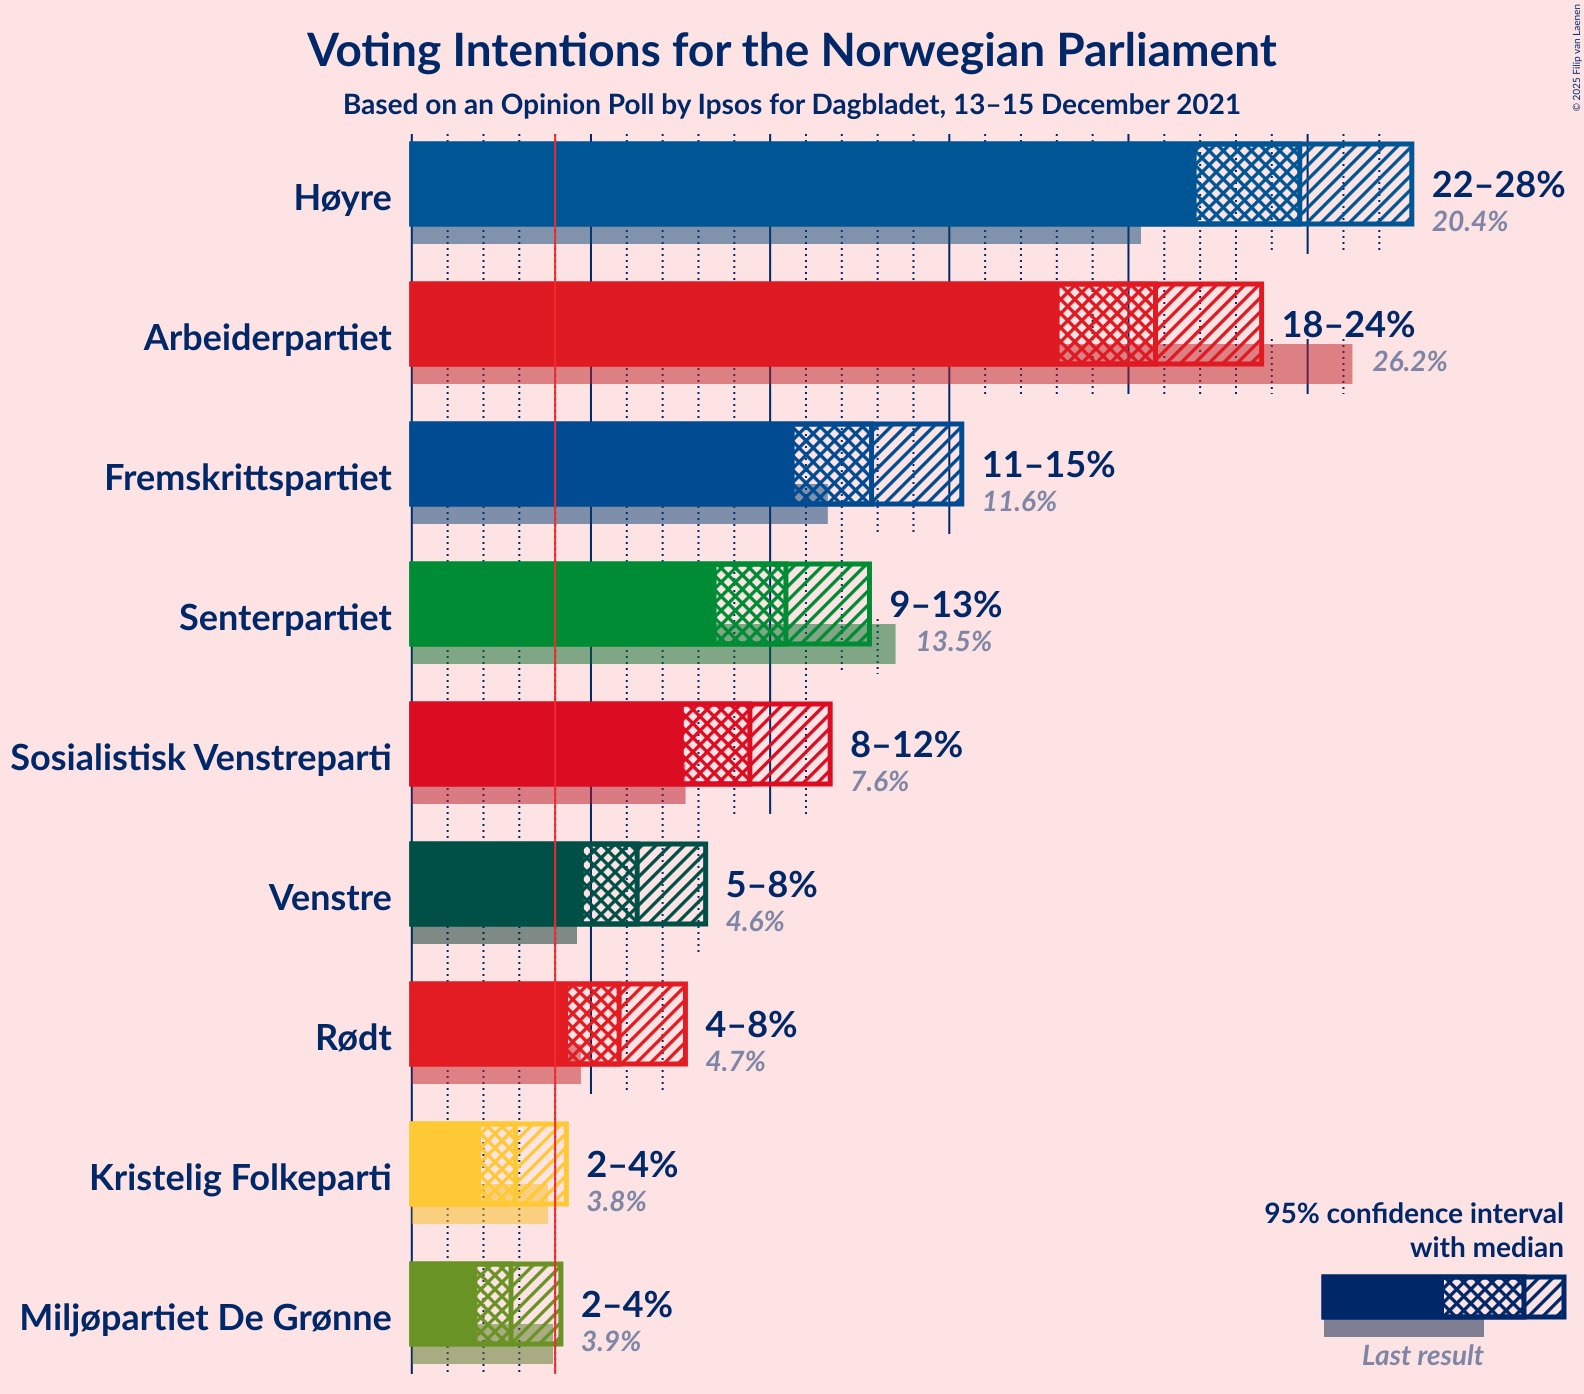 Voting Intentions for the Norwegian Parliament
Based on an Opinion Poll by Ipsos for Dagbladet, 13–15 December 2021
© 2025 Filip van Laenen
Høyre
22–28%
20.4%
Arbeiderpartiet
18–24%
26.2%
Fremskrittspartiet
11–15%
11.6%
Senterpartiet
9–13%
13.5%
Sosialistisk Venstreparti
8–12%
7.6%
Venstre
5–8%
4.6%
Rødt
4–8%
4.7%
Kristelig Folkeparti
2–4%
3.8%
Miljøpartiet De Grønne
2–4%
3.9%
95% confidence interval
with median
Last result